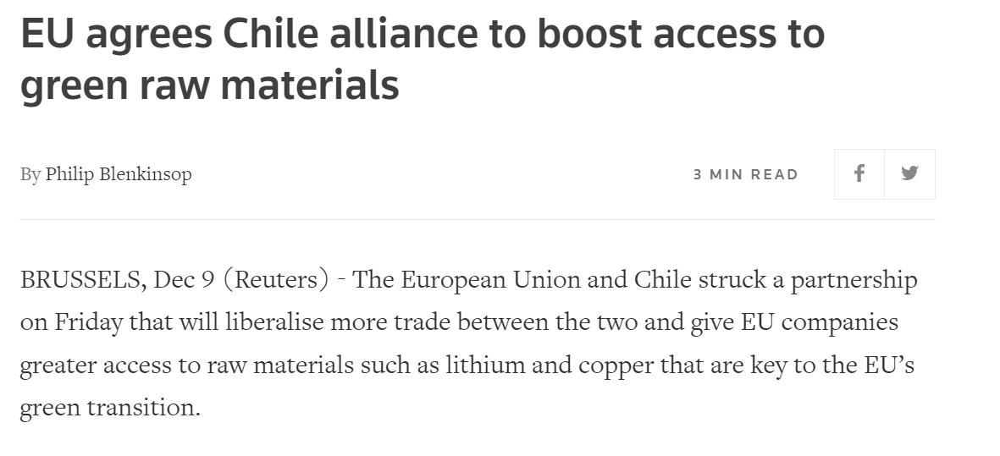 EU agrees Chile alliance to boost access to
green raw materials
By Philip Blenkinsop
3 MIN READ
BRUSSELS, Dec 9 (Reuters) - The European Union and Chile struck a partnership
on Friday that will liberalise more trade between the two and give EU companies
greater access to raw materials such as lithium and copper that are key to the EU’s
green transition.